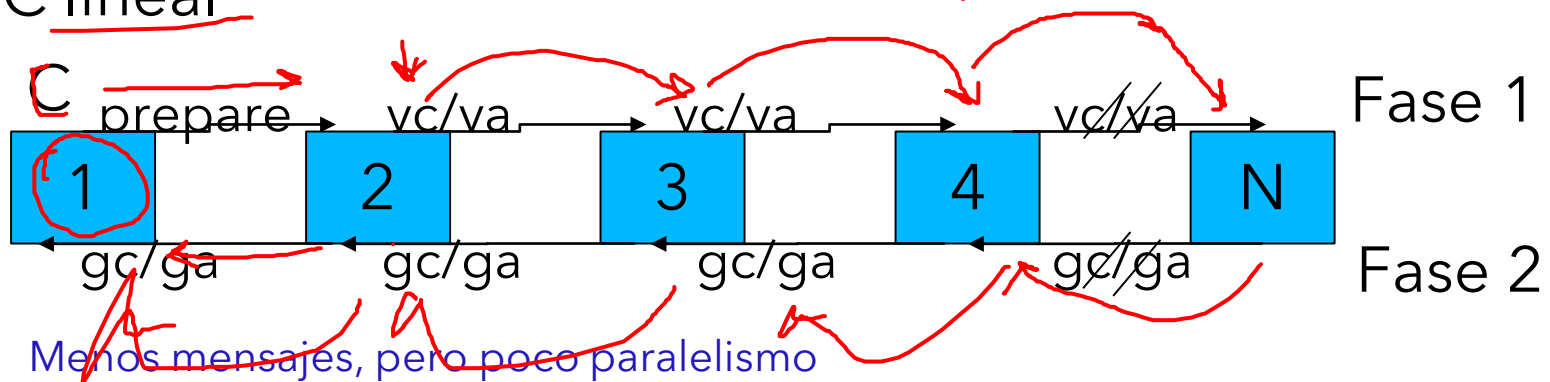 C linear
C
prepare vc/va vc/va vc/va Fase 1
1 2 3 4 N
gc/ga gc/ga gc/ga gc/ga Fase 2
Menos mensajes, pero poco paralelismo